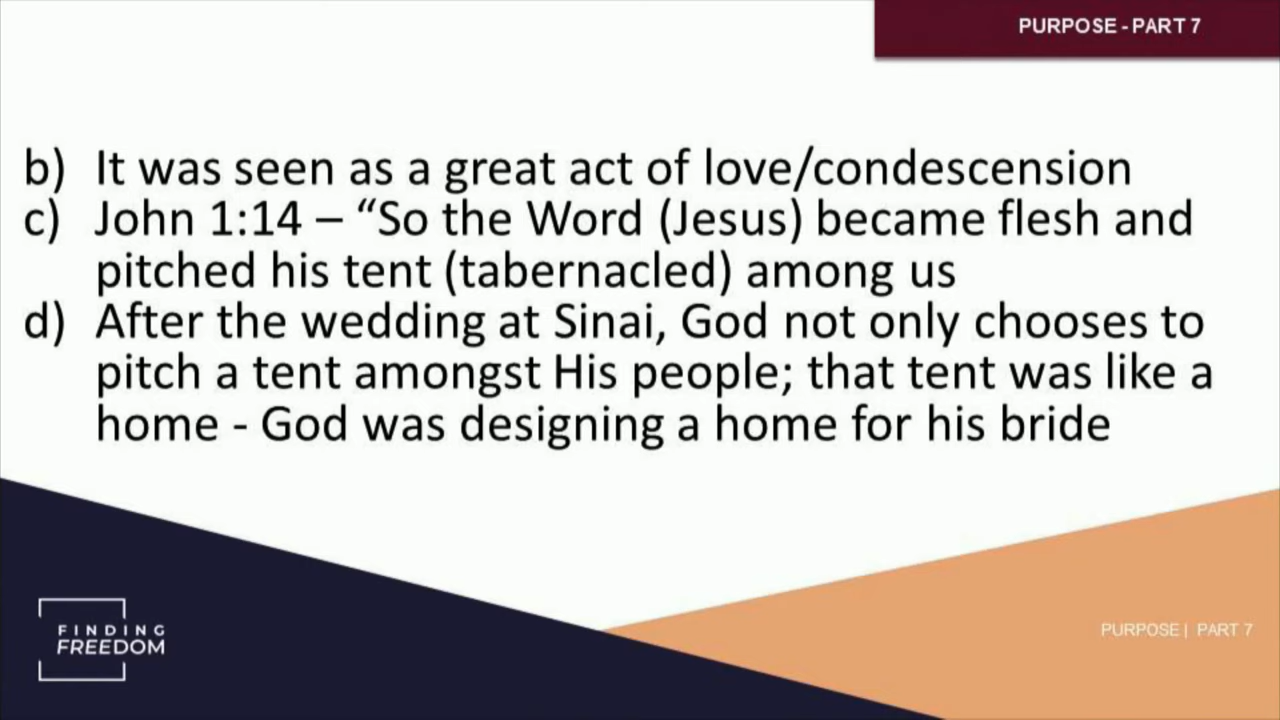 PURPOSE - PART 7
b) It was seen as a great act of love/condescension
c) John 1:14 – “So the Word (Jesus) became flesh and
pitched his tent (tabernacled) among us
d) After the wedding at Sinai, God not only chooses to
pitch a tent amongst His people; that tent was like a
home - God was designing a home for his bride
FINDING
FREEDOM
PURPOSE | PART 7